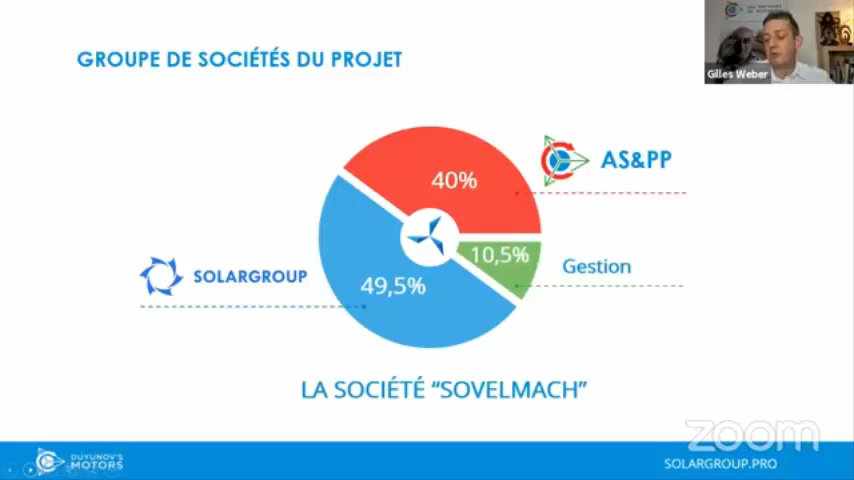 GROUPE DE SOCIÉTÉS DU PROJET
Gilles Weber
40%
AS&PP
10,5%
Gestion
SOLARGROUP
49,5%
LA SOCIÉTÉ “SOVELMACH”
zoom
DUYUNOV'S
MOTORS
SOLARGROUP.PRO